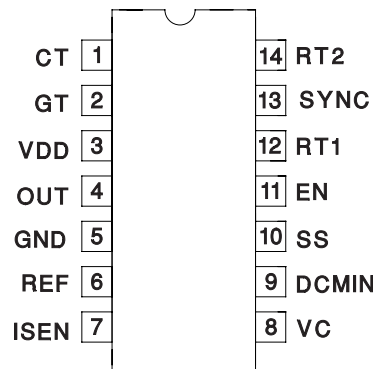 CT 1 14 RT2
GT 2 13 SYNC
VDD 3 12 RT1
OUT 4 11 EN
GND 5 10 SS
REF 6 9 DCMIN
ISEN 7 8 VC